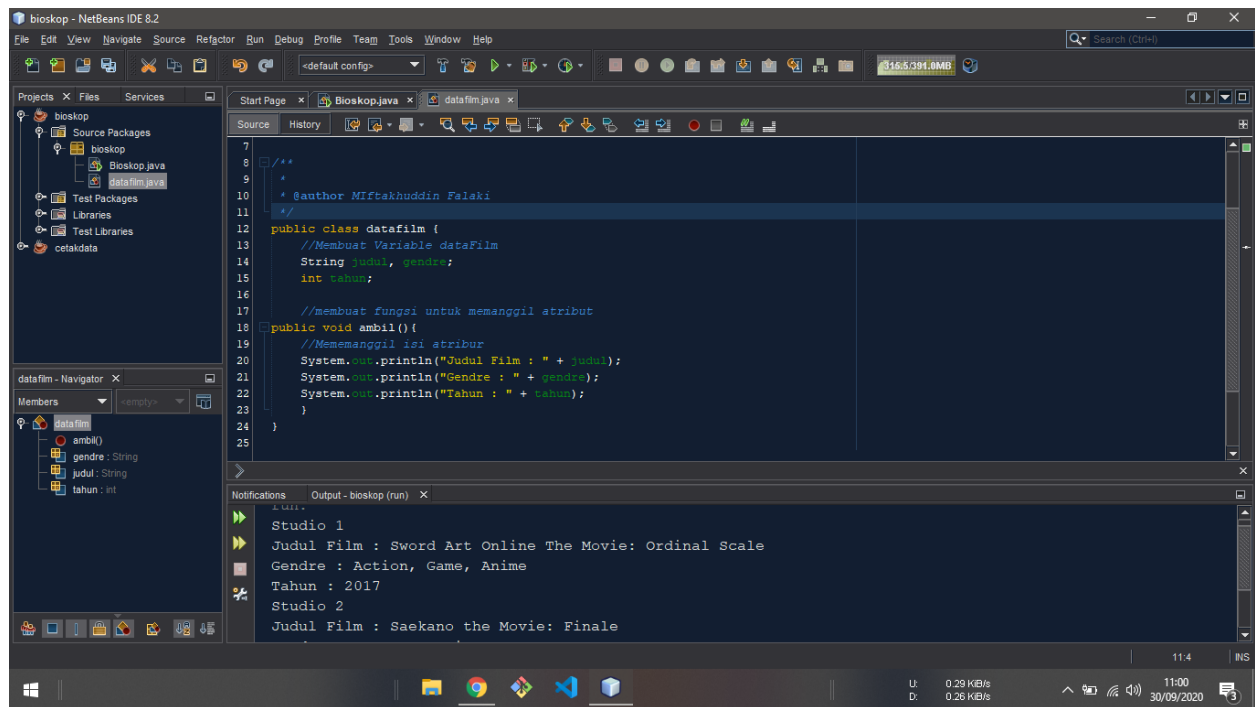 bioskop - NetBeans IDE 8.2
File Edit View Navigate Source Refactor Run Debug Profile Team Tools Window Help
Search (Ctrl+I)
<default config>
316.5/391.0MB
Projects Files Services
bioskop
Source Packages
bioskop
Bioskop.java
datafilm.java
Test Packages
Libraries
Test Libraries
cetakdata
Start Page Bioskop.java datafilm.java
Source History
7
8 /**
9 *
10 * @author MIftakhuddin Falaki
11 */
12 public class datafilm {
13 //Membuat Variable dataFilm
14 String judul, gendre;
15 int tahun;
16
17 //membuat fungsi untuk memanggil atribut
18 public void ambil(){
19 //Mememanggil isi atribur
20 System.out.println("Judul Film : " + judul);
21 System.out.println("Gendre : " + gendre);
22 System.out.println("Tahun : " + tahun);
23 }
24 }
25
datafilm - Navigator
Members <empty>
datafilm
ambil()
gendre : String
judul : String
tahun : int
Notifications Output - bioskop (run)
run:
Studio 1
Judul Film : Sword Art Online The Movie: Ordinal Scale
Gendre : Action, Game, Anime
Tahun : 2017
Studio 2
Judul Film : Saekano the Movie: Finale
11:4 INS
U: 0.29 KiB/s
D: 0.26 KiB/s
11:00
30/09/2020
3